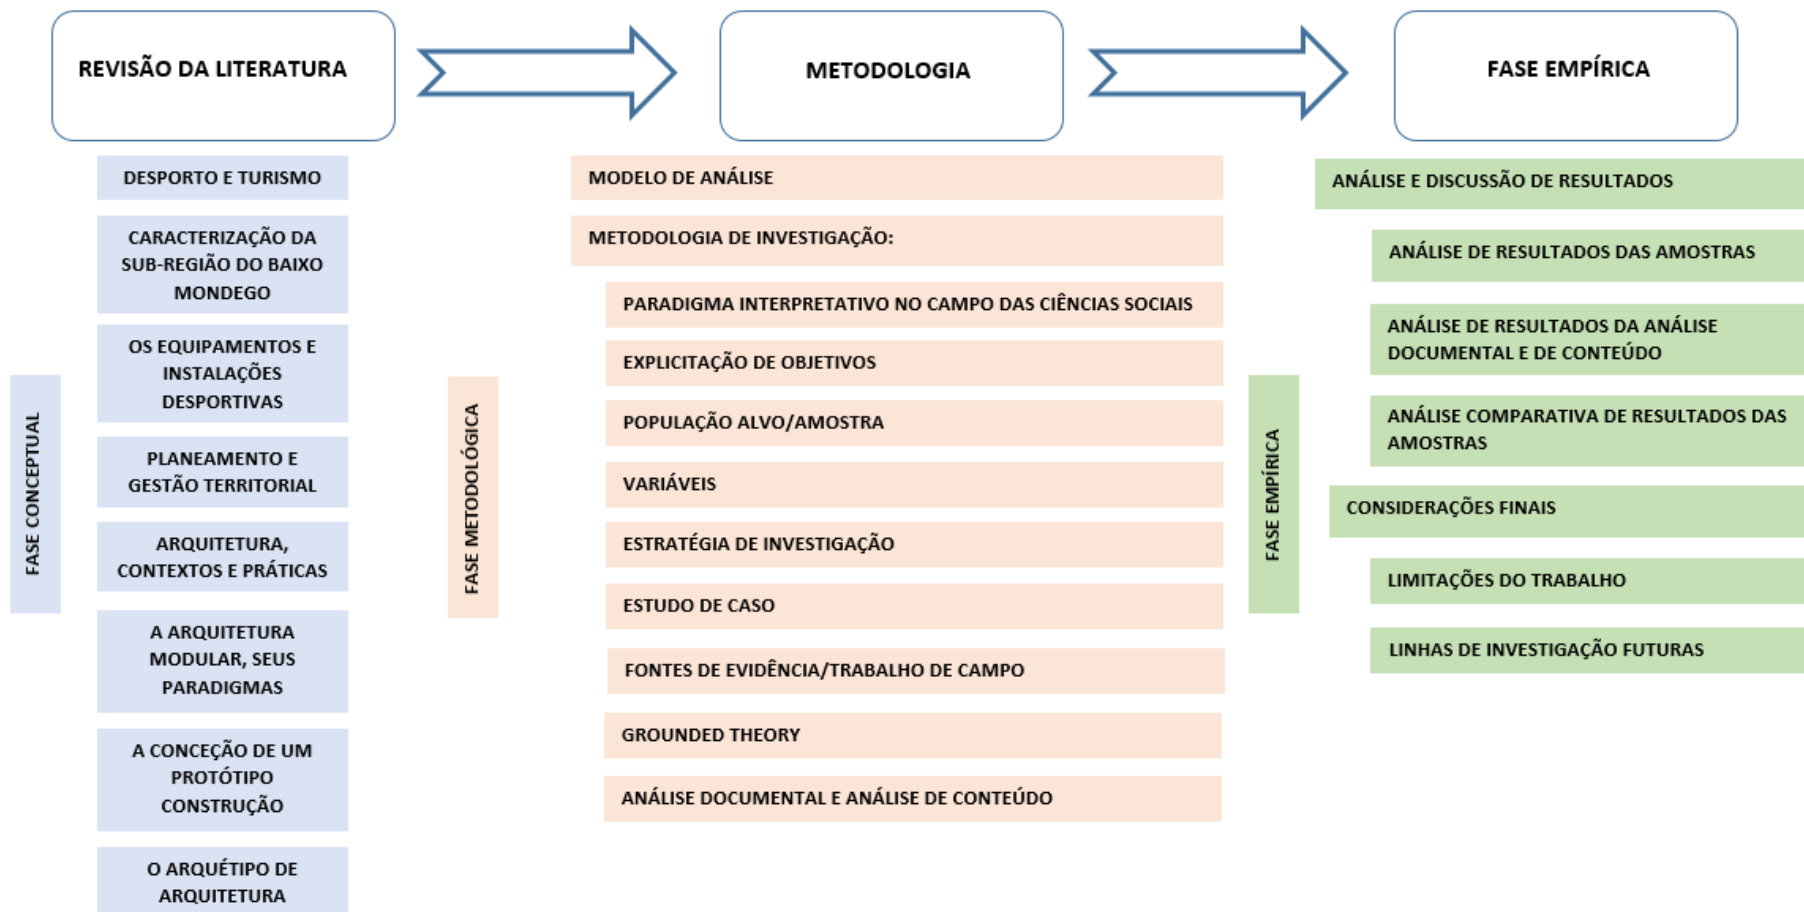 REVISÃO DA LITERATURA
METODOLOGIA
FASE EMPÍRICA
FASE CONCEPTUAL
DESPORTO E TURISMO
CARACTERIZAÇÃO DA
SUB-REGIÃO DO BAIXO
MONDEGO
OS EQUIPAMENTOS E
INSTALAÇÕES
DESPORTIVAS
PLANEAMENTO E
GESTÃO TERRITORIAL
ARQUITETURA,
CONTEXTOS E PRÁTICAS
A ARQUITETURA
MODULAR, SEUS
PARADIGMAS
A CONCEÇÃO DE UM
PROTÓTIPO
CONSTRUÇÃO
O ARQUÉTIPO DE
ARQUITETURA
FASE METODOLÓGICA
MODELO DE ANÁLISE
METODOLOGIA DE INVESTIGAÇÃO:
PARADIGMA INTERPRETATIVO NO CAMPO DAS CIÊNCIAS SOCIAIS
EXPLICITAÇÃO DE OBJETIVOS
POPULAÇÃO ALVO/AMOSTRA
VARIÁVEIS
ESTRATÉGIA DE INVESTIGAÇÃO
ESTUDO DE CASO
FONTES DE EVIDÊNCIA/TRABALHO DE CAMPO
GROUNDED THEORY
ANÁLISE DOCUMENTAL E ANÁLISE DE CONTEÚDO
FASE EMPÍRICA
ANÁLISE E DISCUSSÃO DE RESULTADOS
ANÁLISE DE RESULTADOS DAS AMOSTRAS
ANÁLISE DE RESULTADOS DA ANÁLISE
DOCUMENTAL E DE CONTEÚDO
ANÁLISE COMPARATIVA DE RESULTADOS DAS
AMOSTRAS
CONSIDERAÇÕES FINAIS
LIMITAÇÕES DO TRABALHO
LINHAS DE INVESTIGAÇÃO FUTURAS